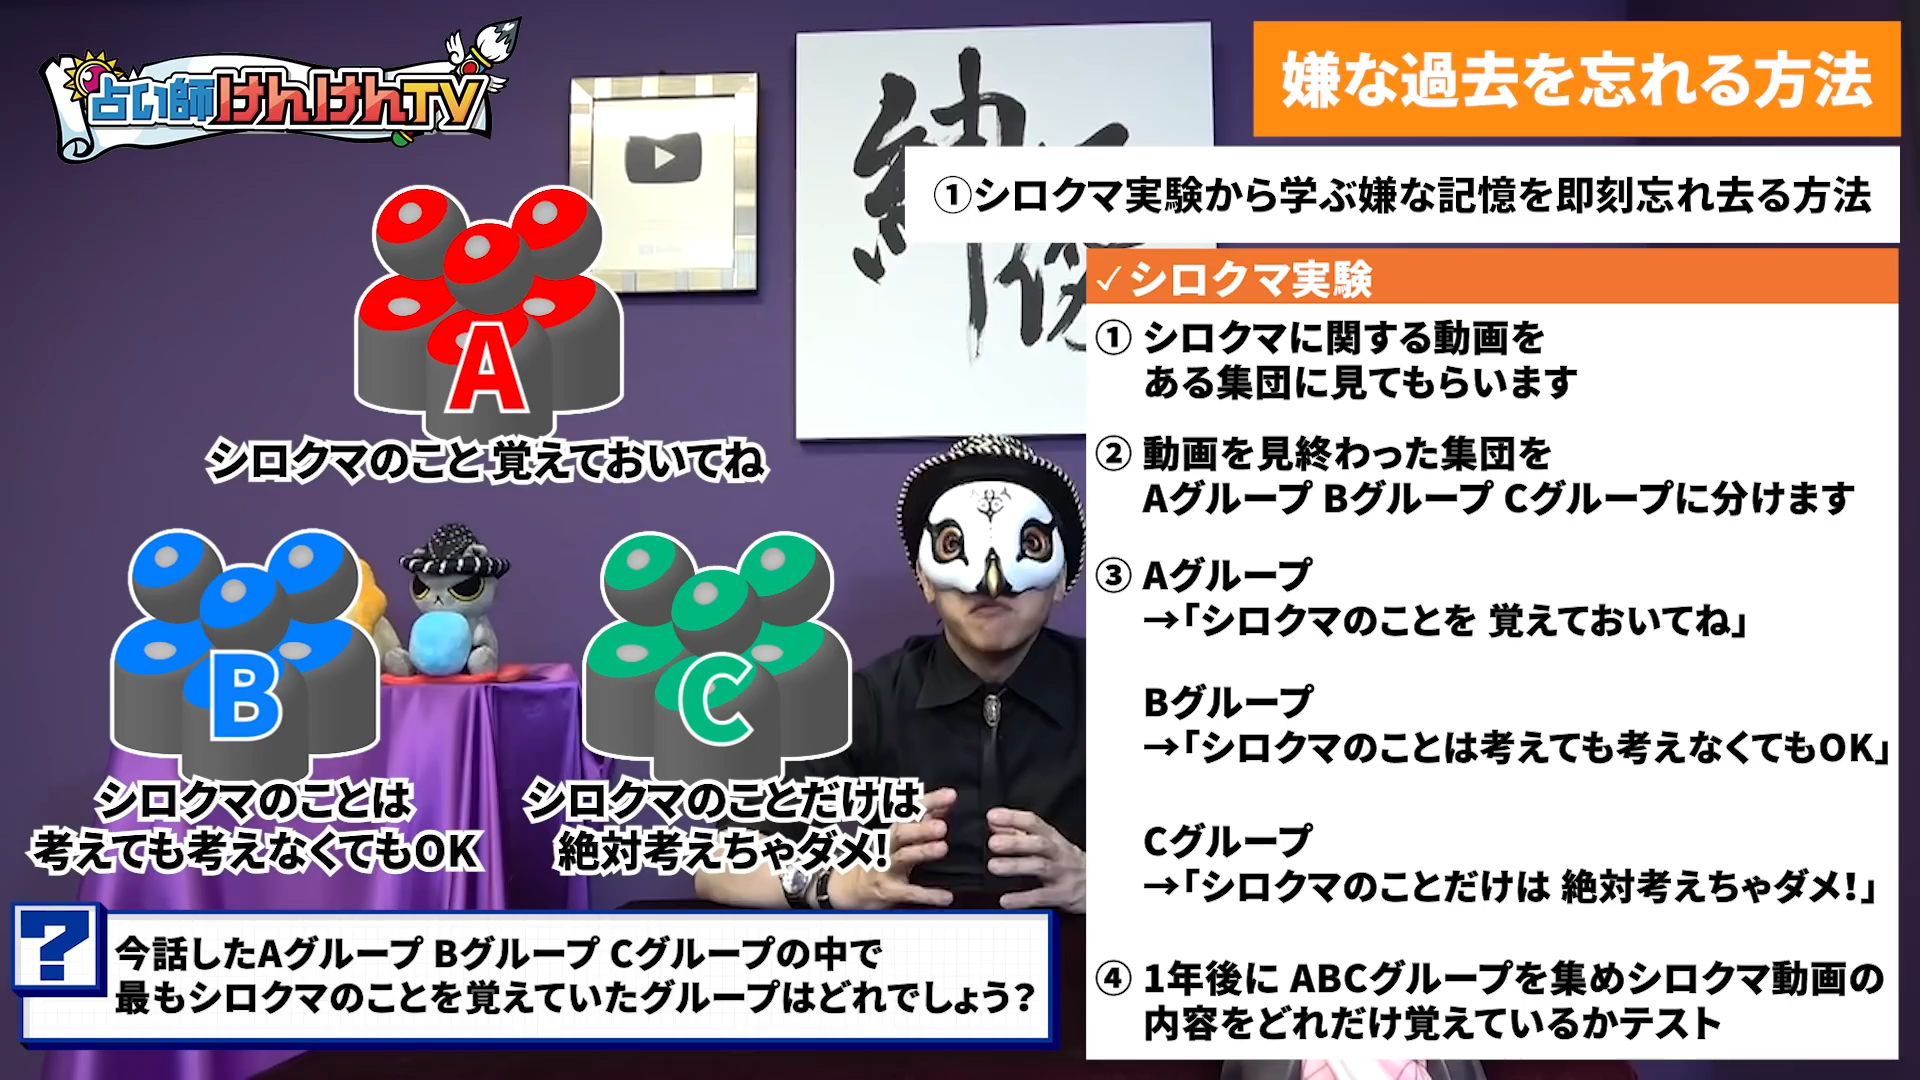 占い師けんけんTV
嫌な過去を忘れる方法
①シロクマ実験から学ぶ嫌な記憶を即刻忘れ去る方法
✓シロクマ実験
① シロクマに関する動画を
ある集団に見てもらいます
② 動画を見終わった集団を
Aグループ Bグループ Cグループに分けます
③ Aグループ
→「シロクマのことを 覚えておいてね」
Bグループ
→「シロクマのことは考えても考えなくてもOK」
Cグループ
→「シロクマのことだけは 絶対考えちゃダメ!」
④ 1年後に ABCグループを集めシロクマ動画の
内容をどれだけ覚えているかテスト
A
シロクマのこと 覚えておいてね
B
シロクマのことは
考えても考えなくてもOK
C
シロクマのことだけは
絶対考えちゃダメ!
?
今話したAグループ Bグループ Cグループの中で
最もシロクマのことを覚えていたグループはどれでしょう?